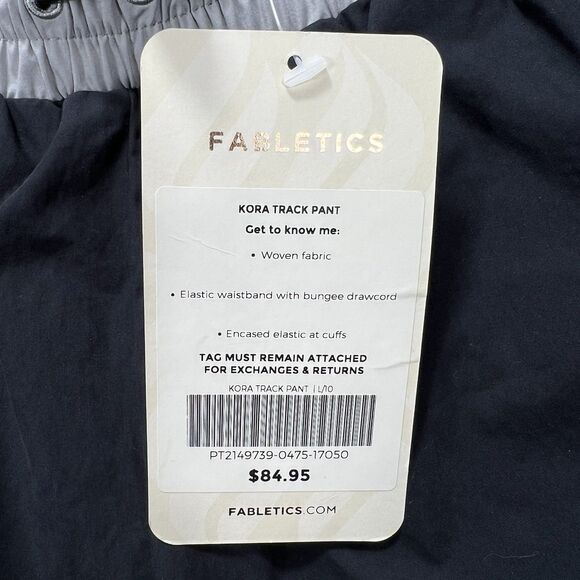 FABLETICS
KORA TRACK PANT
Get to know me:
• Woven fabric
• Elastic waistband with bungee drawcord
• Encased elastic at cuffs
TAG MUST REMAIN ATTACHED
FOR EXCHANGES & RETURNS
KORA TRACK PANT | L/10
PT2149739-0475-17050
$84.95
FABLETICS.COM